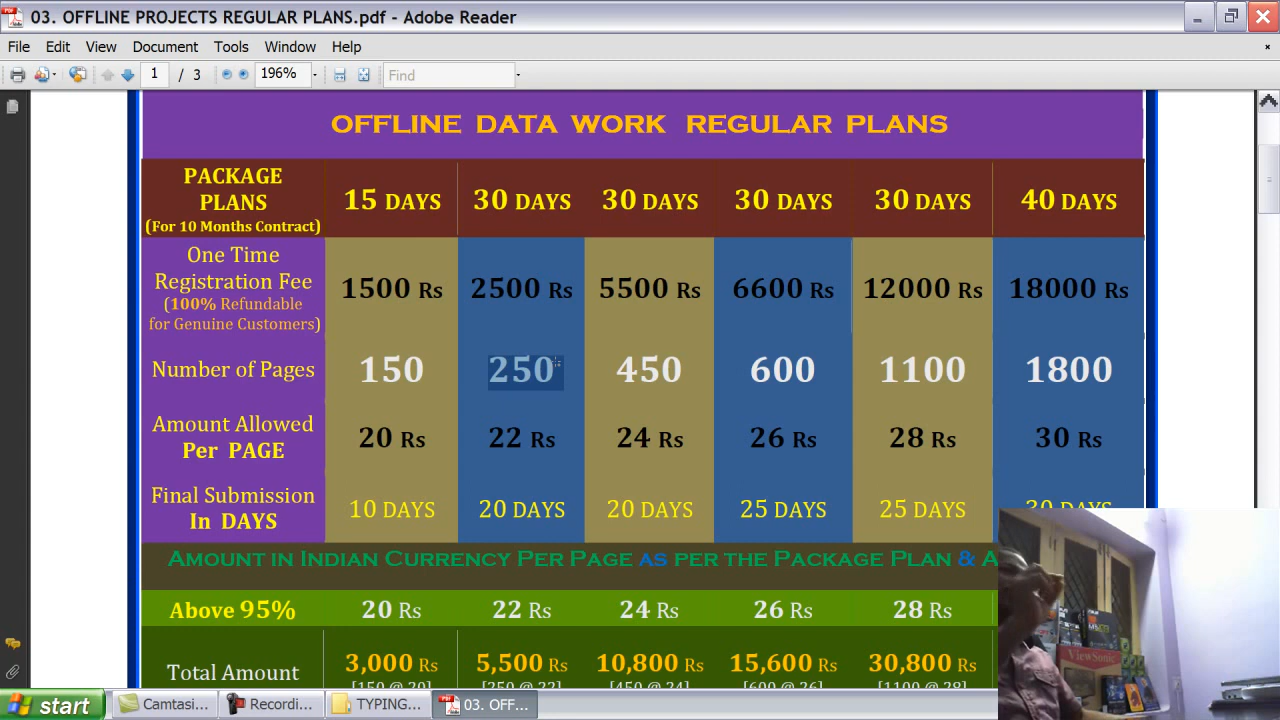 03. OFFLINE PROJECTS REGULAR PLANS.pdf - Adobe Reader
File Edit View Document Tools Window Help
1 / 3 196% Find
OFFLINE DATA WORK REGULAR PLANS
PACKAGE PLANS (For 10 Months Contract) 15 DAYS 30 DAYS 30 DAYS 30 DAYS 30 DAYS 40 DAYS
One Time Registration Fee (100% Refundable for Genuine Customers) 1500 Rs 2500 Rs 5500 Rs 6600 Rs 12000 Rs 18000 Rs
Number of Pages 150 250 450 600 1100 1800
Amount Allowed Per PAGE 20 Rs 22 Rs 24 Rs 26 Rs 28 Rs 30 Rs
Final Submission In DAYS 10 DAYS 20 DAYS 20 DAYS 25 DAYS 25 DAYS 30 DAYS
AMOUNT IN INDIAN CURRENCY PER PAGE AS PER THE PACKAGE PLAN & A
Above 95% 20 Rs 22 Rs 24 Rs 26 Rs 28 Rs
Total Amount 3,000 Rs 5,500 Rs 10,800 Rs 15,600 Rs 30,800 Rs
ViewSonic
start Camtasi... Recordi... TYPING... 03. OFF...